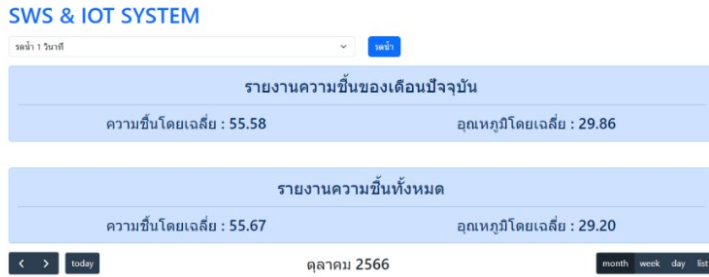 SWS & IOT SYSTEM
รดน้ำ 1 วินาที รดน้ำ
รายงานความชื้นของเดือนปัจจุบัน
ความชื้นโดยเฉลี่ย : 55.58 อุณหภูมิโดยเฉลี่ย : 29.86
รายงานความชื้นทั้งหมด
ความชื้นโดยเฉลี่ย : 55.67 อุณหภูมิโดยเฉลี่ย : 29.20
today ตุลาคม 2566 month week day list